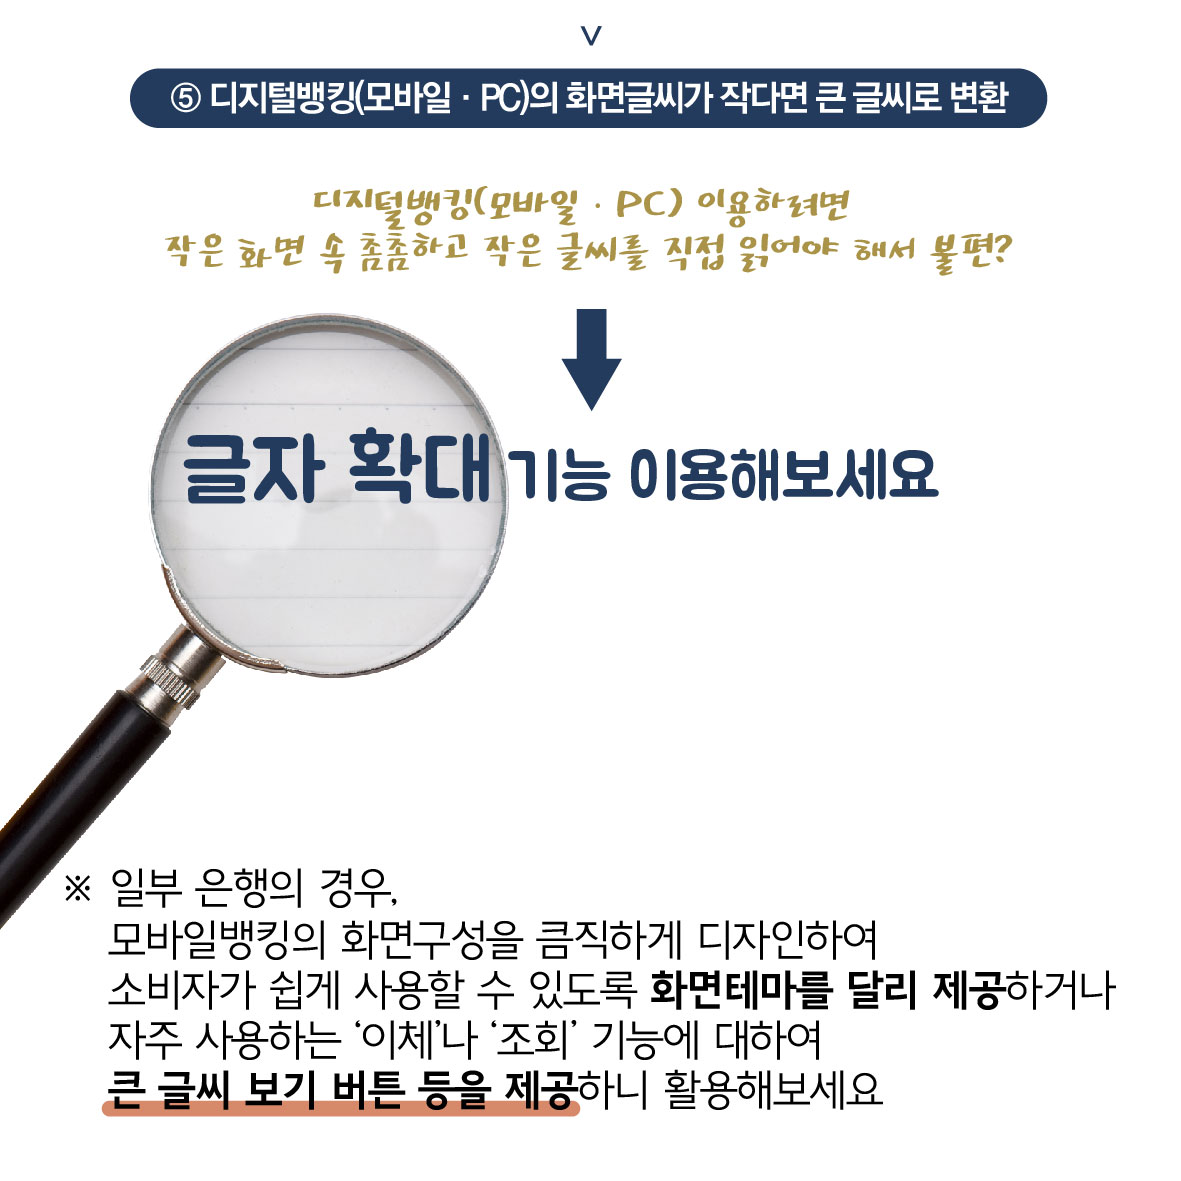 ⑤ 디지털뱅킹(모바일 · PC)의 화면글씨가 작다면 큰 글씨로 변환
디지털뱅킹(모바일 · PC) 이용하려면
작은 화면 속 촘촘하고 작은 글씨를 직접 읽어야 해서 불편?
글자 확대 기능 이용해보세요
※ 일부 은행의 경우,
모바일뱅킹의 화면구성을 큼직하게 디자인하여
소비자가 쉽게 사용할 수 있도록 화면테마를 달리 제공하거나
자주 사용하는 ‘이체’나 ‘조회’ 기능에 대하여
큰 글씨 보기 버튼 등을 제공하니 활용해보세요